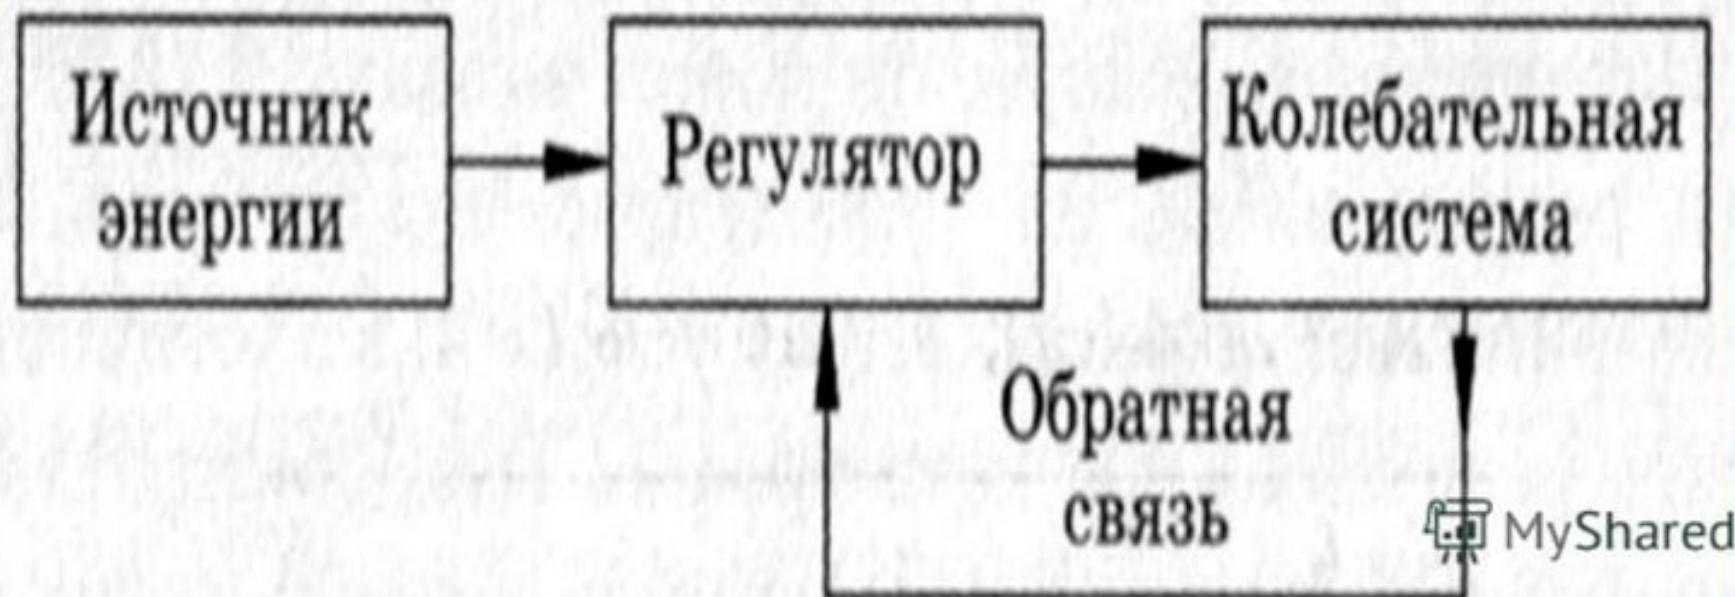 Источник
энергии
Регулятор
Колебательная
система
Обратная
связь
MyShared